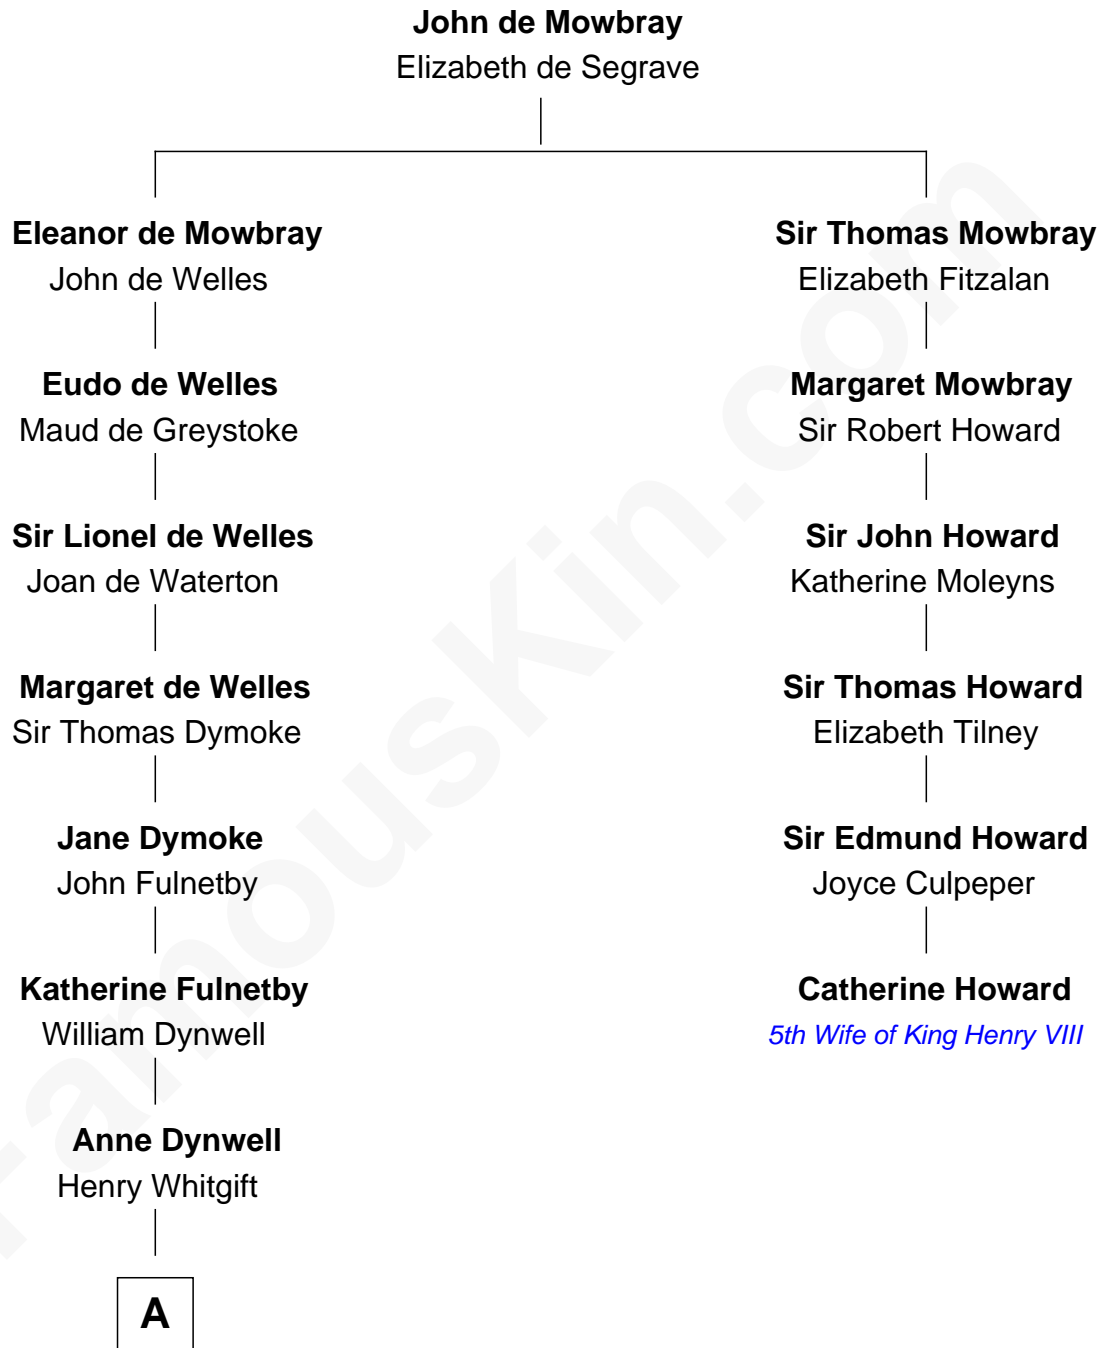 John de Mowbray
Elizabeth de Segrave
Eleanor de Mowbray
John de Welles
Eudo de Welles
Maud de Greystoke
Sir Lionel de Welles
Joan de Waterton
Margaret de Welles
Sir Thomas Dymoke
Jane Dymoke
John Fulnetby
Katherine Fulnetby
William Dynwell
Anne Dynwell
Henry Whitgift
A
Sir Thomas Mowbray
Elizabeth Fitzalan
Margaret Mowbray
Sir Robert Howard
Sir John Howard
Katherine Moleyns
Sir Thomas Howard
Elizabeth Tilney
Sir Edmund Howard
Joyce Culpeper
Catherine Howard
5th Wife of King Henry VIII
FamousKin.com